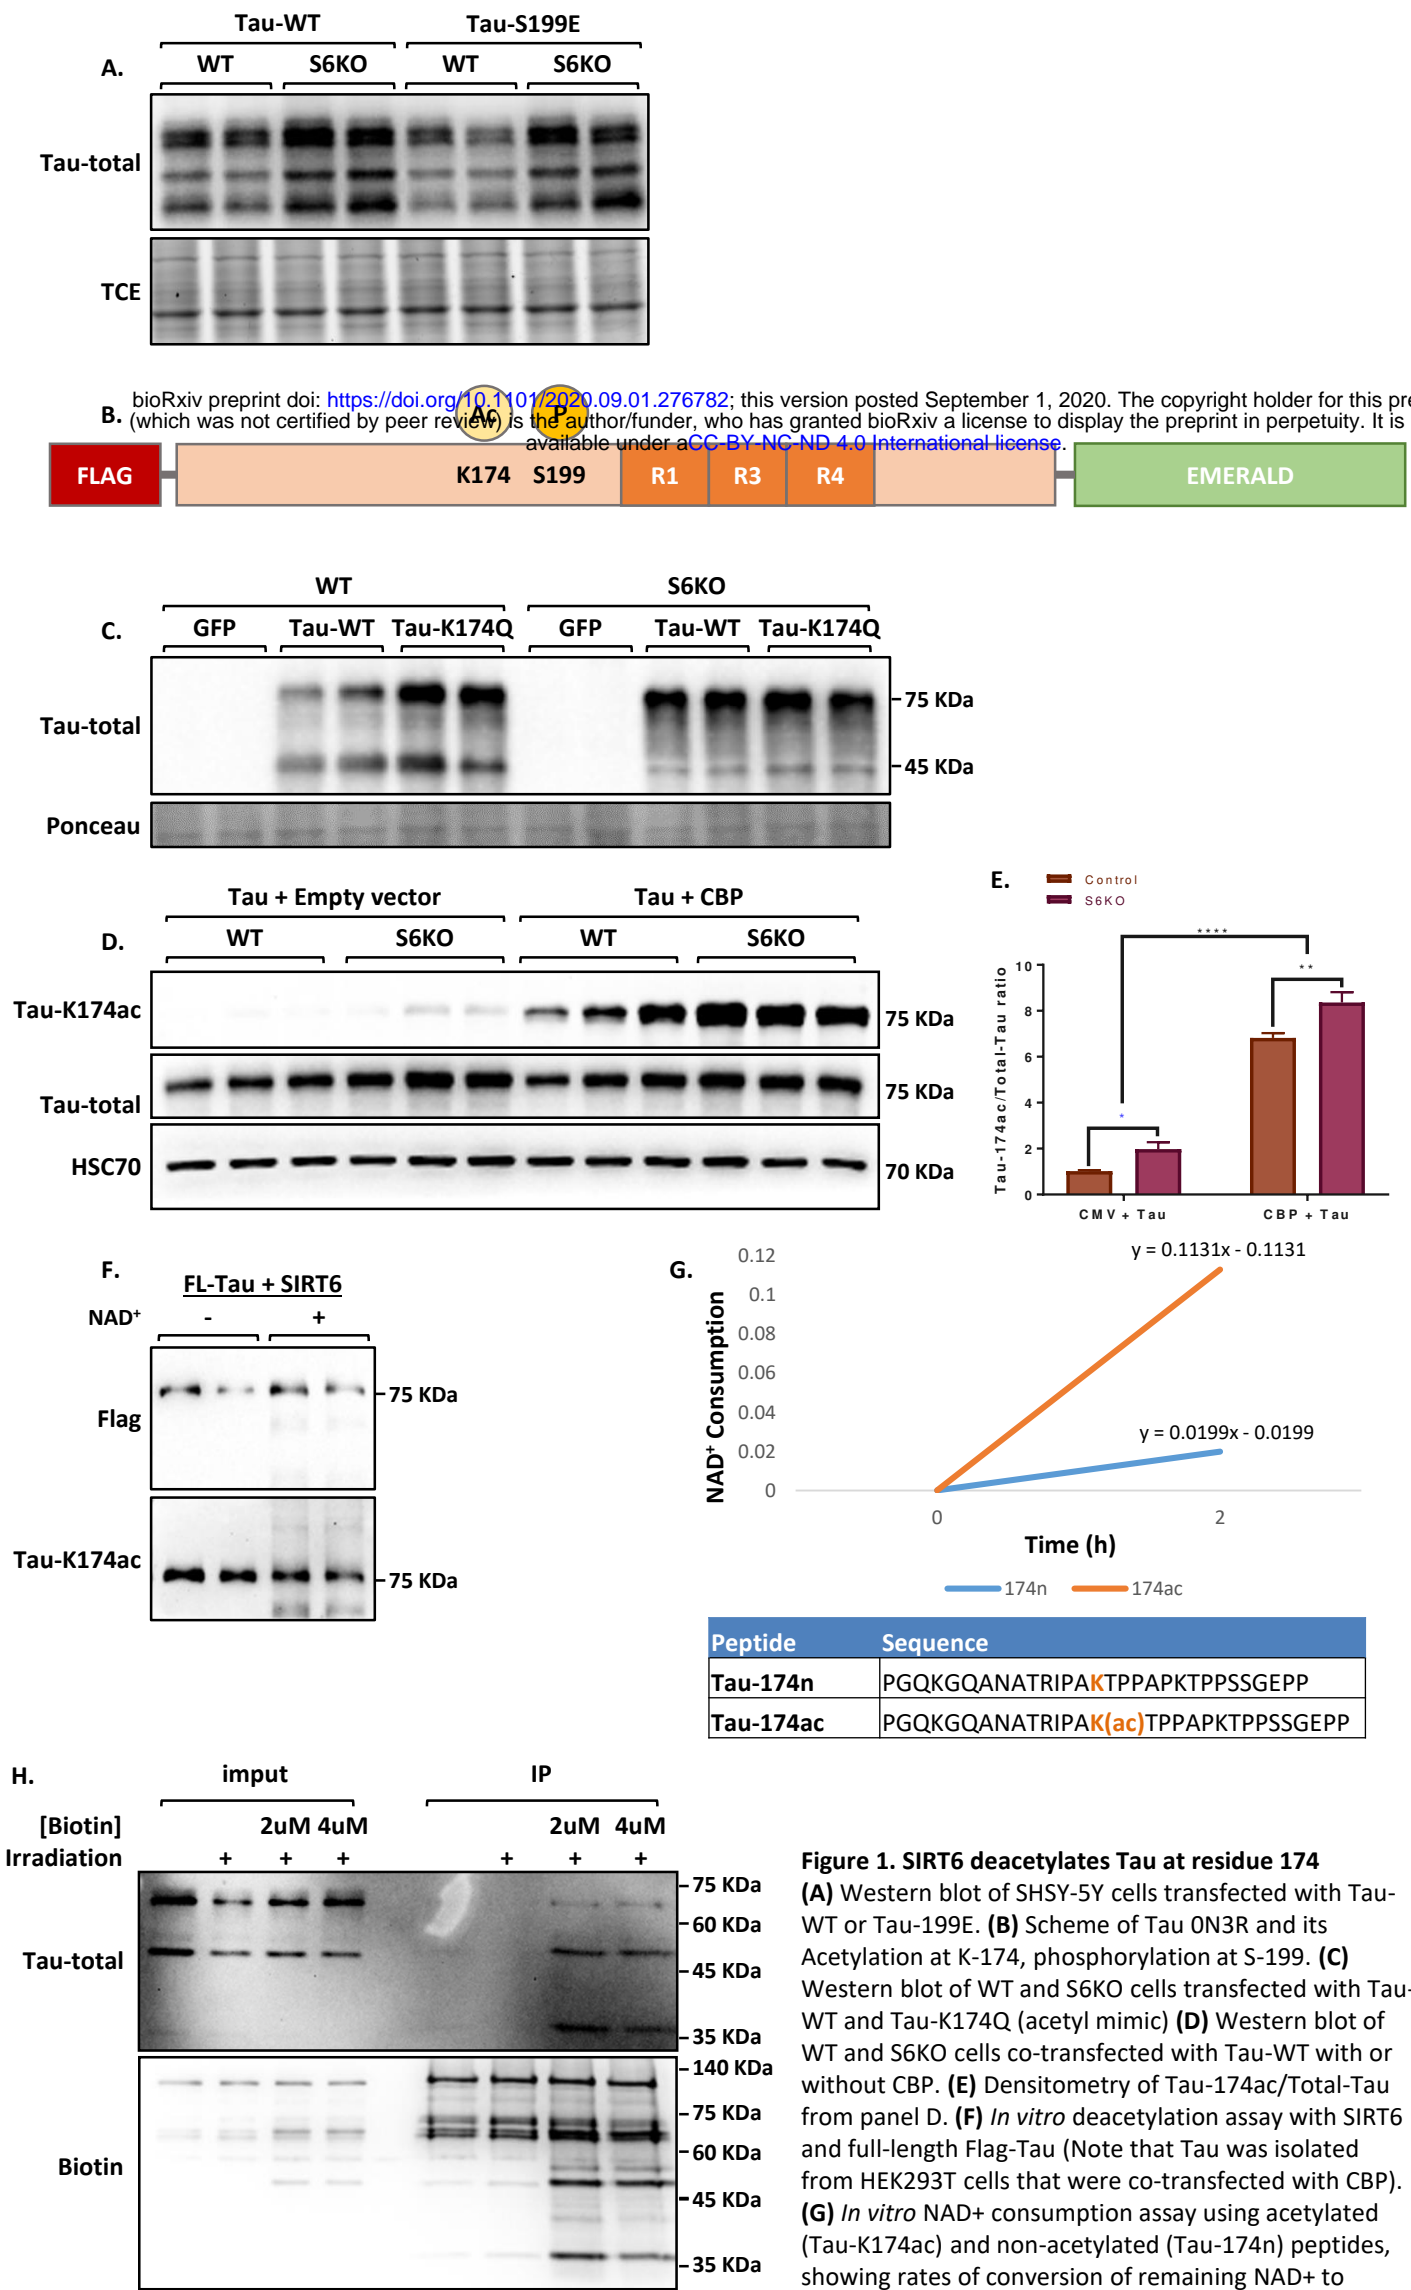 Tau-WT Tau-S199E
A. WT S6KO WT S6KO
Tau-total
TCE
bioRxiv preprint doi: https://doi.org/10.1101/2020.09.01.276782; this version posted September 1, 2020. The copyright holder for this pre
B. (which was not certified by peer review) is the author/funder, who has granted bioRxiv a license to display the preprint in perpetuity. It is
available under aCC-BY-NC-ND 4.0 International license.
Ac P
FLAG K174 S199 R1 R3 R4 EMERALD
WT S6KO
C. GFP Tau-WT Tau-K174Q GFP Tau-WT Tau-K174Q
Tau-total
75 KDa
45 KDa
Ponceau
Tau + Empty vector Tau + CBP
D. WT S6KO WT S6KO
Tau-K174ac 75 KDa
Tau-total 75 KDa
HSC70 70 KDa
E. Control
S6KO
****
**
*
Tau-174ac/Total-Tau ratio
10
8
6
4
2
0
CMV + Tau CBP + Tau
F. FL-Tau + SIRT6
NAD+ - +
Flag 75 KDa
Tau-K174ac 75 KDa
G.
y = 0.1131x - 0.1131
y = 0.0199x - 0.0199
NAD+ Consumption
0.12
0.1
0.08
0.06
0.04
0.02
0
0 2
Time (h)
174n 174ac
Peptide Sequence
Tau-174n PGQKGQANATRIPAKTPPAPKTPPSSGEPP
Tau-174ac PGQKGQANATRIPAK(ac)TPPAPKTPPSSGEPP
H. imput IP
[Biotin] 2uM 4uM 2uM 4uM
Irradiation + + + + + +
Tau-total
75 KDa
60 KDa
45 KDa
35 KDa
Biotin
140 KDa
75 KDa
60 KDa
45 KDa
35 KDa
Figure 1. SIRT6 deacetylates Tau at residue 174
(A) Western blot of SHSY-5Y cells transfected with Tau-
WT or Tau-199E. (B) Scheme of Tau 0N3R and its
Acetylation at K-174, phosphorylation at S-199. (C)
Western blot of WT and S6KO cells transfected with Tau-
WT and Tau-K174Q (acetyl mimic) (D) Western blot of
WT and S6KO cells co-transfected with Tau-WT with or
without CBP. (E) Densitometry of Tau-174ac/Total-Tau
from panel D. (F) In vitro deacetylation assay with SIRT6
and full-length Flag-Tau (Note that Tau was isolated
from HEK293T cells that were co-transfected with CBP).
(G) In vitro NAD+ consumption assay using acetylated
(Tau-K174ac) and non-acetylated (Tau-174n) peptides,
showing rates of conversion of remaining NAD+ to